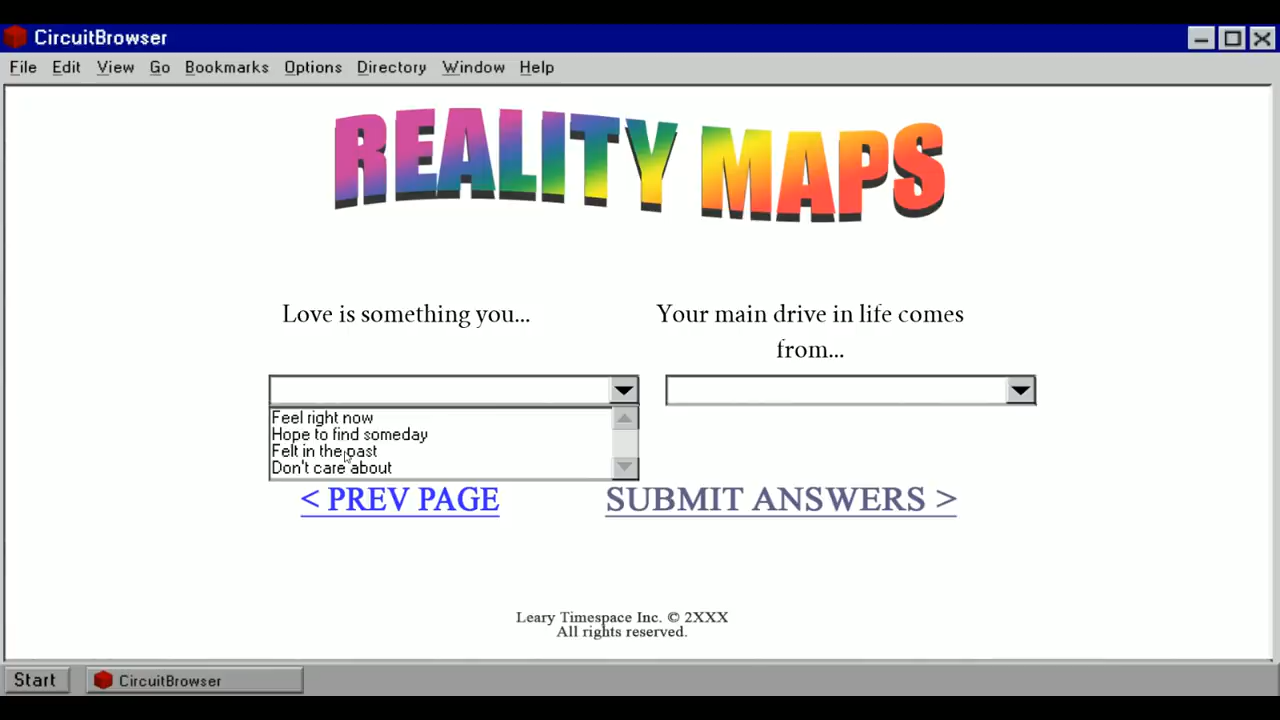 CircuitBrowser
File Edit View Go Bookmarks Options Directory Window Help
REALITY MAPS
Love is something you...
Your main drive in life comes
from...
Feel right now
Hope to find someday
Felt in the past
Don't care about
< PREV PAGE
SUBMIT ANSWERS >
Leary Timespace Inc. © 2XXX
All rights reserved.
Start
CircuitBrowser